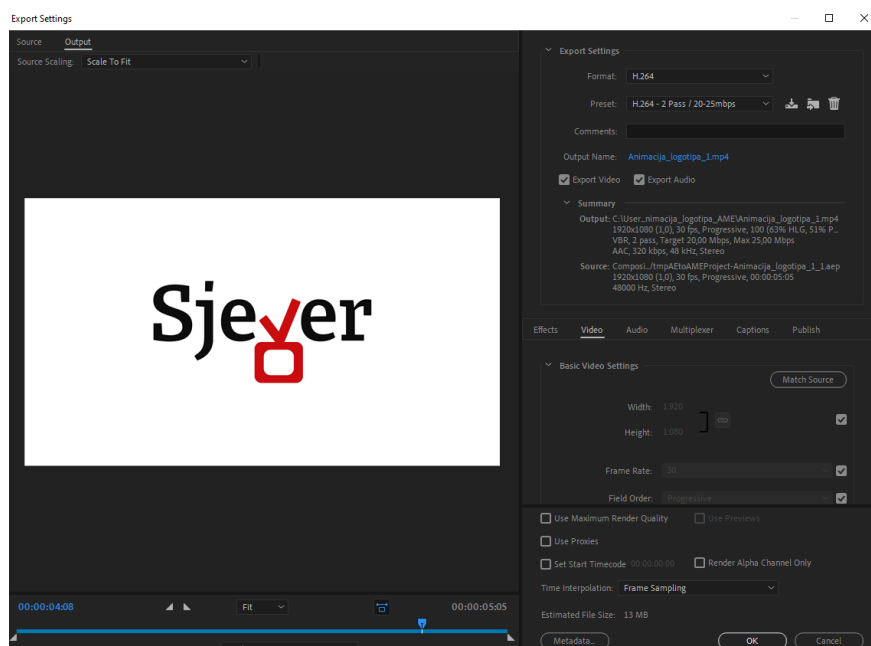 Export Settings
Source Output
Source Scaling: Scale To Fit
Sjever
00:00:04:08 Fit 00:00:05:05
Export Settings
Format: H.264
Preset: H.264 - 2 Pass / 20-25mbps
Comments:
Output Name: Animacija_logotipa_1.mp4
Export Video Export Audio
Summary
Output: C:\User...nimacija_logotipa_AME\Animacija_logotipa_1.mp4
1920x1080 (1,0), 30 fps, Progressive, 100 (63% HLG, 51% P...
VBR, 2 pass, Target 20,00 Mbps, Max 25,00 Mbps
AAC, 320 kbps, 48 kHz, Stereo
Source: Composi.../tmpAEtoAMEProject-Animacija_logotipa_1_1.aep
1920x1080 (1,0), 30 fps, Progressive, 00:00:05:05
48000 Hz, Stereo
Effects Video Audio Multiplexer Captions Publish
Basic Video Settings
Match Source
Width: 1.920
Height: 1.080
Frame Rate: 30
Field Order: Progressive
Use Maximum Render Quality Use Previews
Use Proxies
Set Start Timecode 00:00:00:00 Render Alpha Channel Only
Time Interpolation: Frame Sampling
Estimated File Size: 13 MB
Metadata... OK Cancel